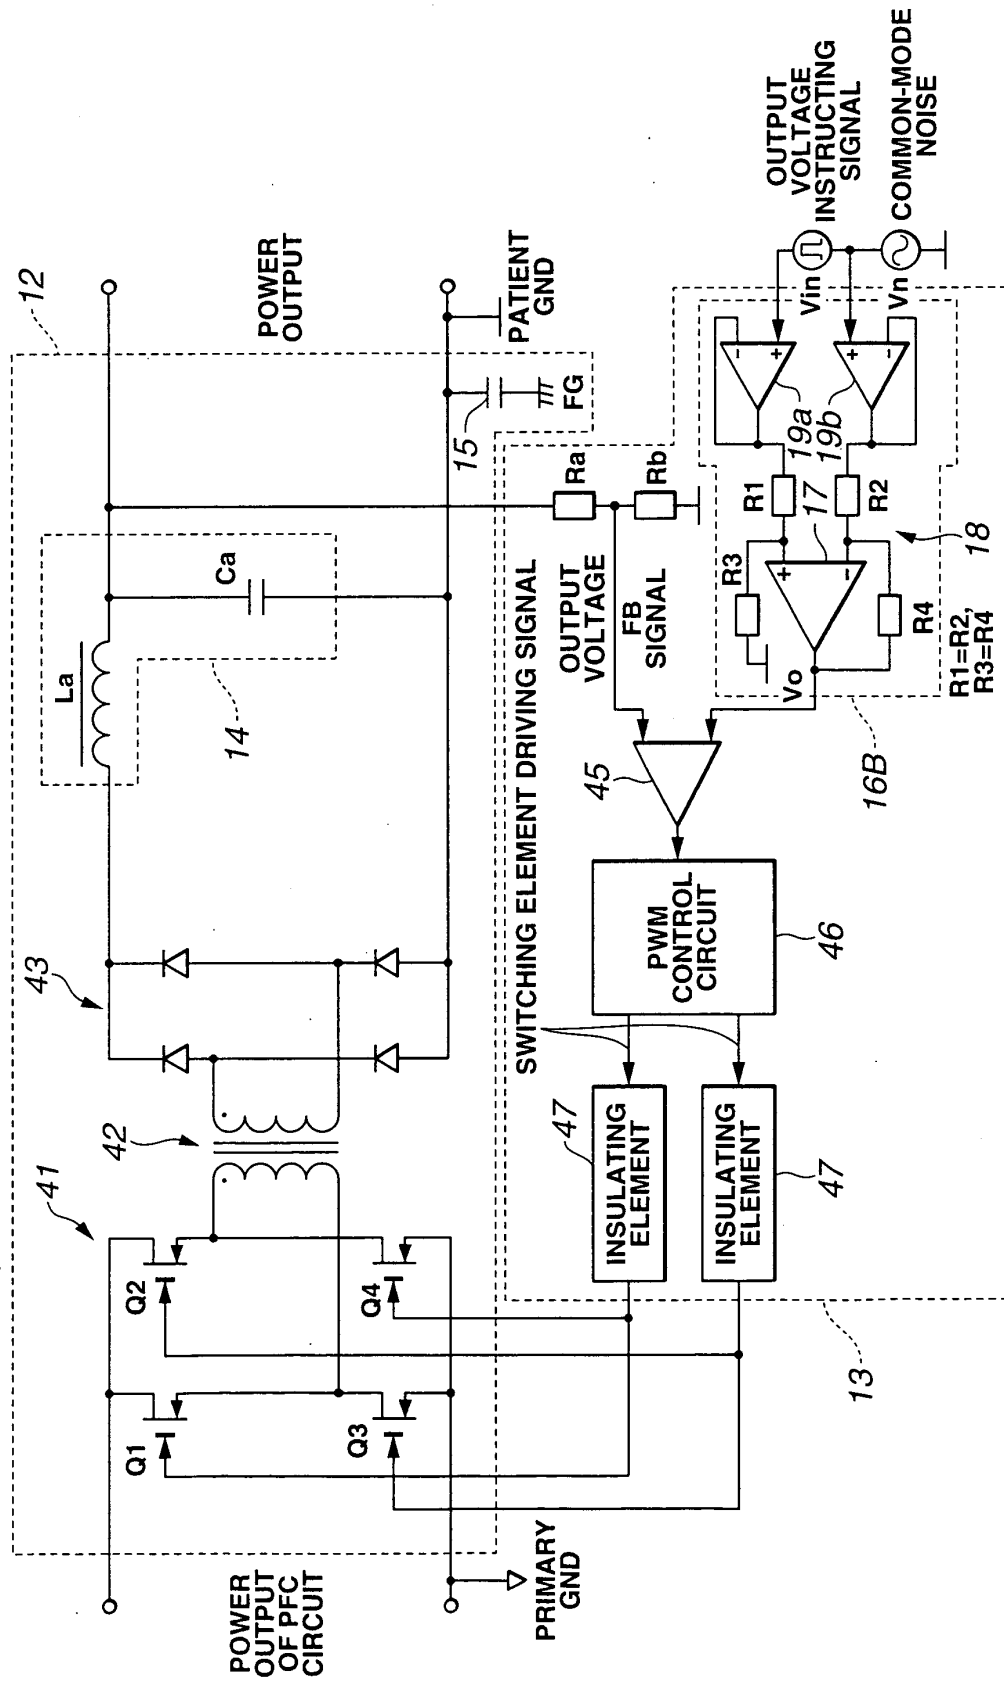 POWER
OUTPUT
OF PFC
CIRCUIT
PRIMARY
GND
41
Q1
Q2
Q3
Q4
42
43
La
14
Ca
12
POWER
OUTPUT
PATIENT
GND
15
FG
SWITCHING ELEMENT DRIVING SIGNAL
OUTPUT
VOLTAGE
FB
SIGNAL
Ra
Rb
INSULATING
ELEMENT
47
INSULATING
ELEMENT
47
PWM
CONTROL
CIRCUIT
46
45
13
Vo
16B
R3
R4
17
R1
R2
18
R1=R2,
R3=R4
+
−
−
+
+
−
19a
19b
Vin
Vn
OUTPUT
VOLTAGE
INSTRUCTING
SIGNAL
COMMON-MODE
NOISE